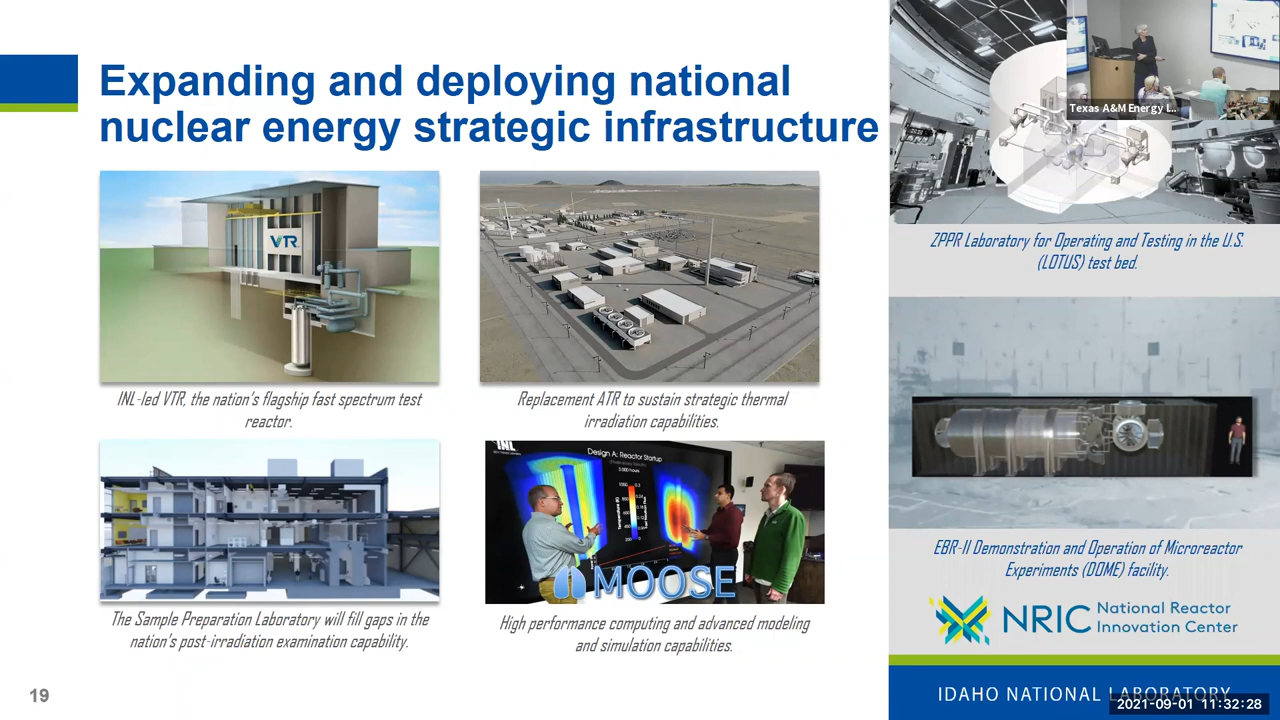 Expanding and deploying national
nuclear energy strategic infrastructure
VTR
INL-led VTR, the nation's flagship fast spectrum test
reactor.
Replacement ATR to sustain strategic thermal
irradiation capabilities.
The Sample Preparation Laboratory will fill gaps in the
nation's post-irradiation examination capability.
INL
Design A: Reactor Startup
MOOSE
High performance computing and advanced modeling
and simulation capabilities.
Texas A&M Energy I...
ZPPR Laboratory for Operating and Testing in the U.S.
(LOTUS) test bed.
EBR-II Demonstration and Operation of Microreactor
Experiments (DOME) facility.
NRIC National Reactor
Innovation Center
19
IDAHO NATIONAL LABORATORY
2021-09-01 11:32:28